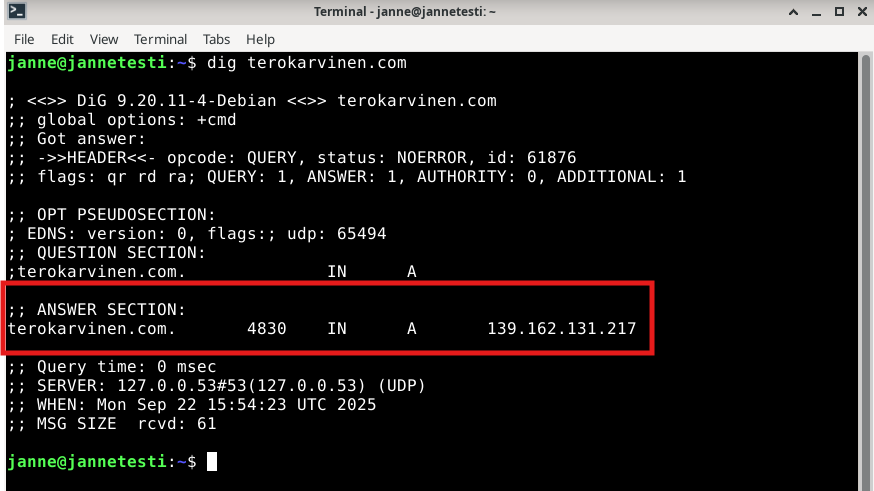 Terminal - janne@jannetesti: ~
File Edit View Terminal Tabs Help
janne@jannetesti:~$ dig terokarvinen.com
; <<>> DiG 9.20.11-4-Debian <<>> terokarvinen.com
;; global options: +cmd
;; Got answer:
;; ->>HEADER<<- opcode: QUERY, status: NOERROR, id: 61876
;; flags: qr rd ra; QUERY: 1, ANSWER: 1, AUTHORITY: 0, ADDITIONAL: 1
;; OPT PSEUDOSECTION:
; EDNS: version: 0, flags:; udp: 65494
;; QUESTION SECTION:
;terokarvinen.com. IN A
;; ANSWER SECTION:
terokarvinen.com. 4830 IN A 139.162.131.217
;; Query time: 0 msec
;; SERVER: 127.0.0.53#53(127.0.0.53) (UDP)
;; WHEN: Mon Sep 22 15:54:23 UTC 2025
;; MSG SIZE rcvd: 61
janne@jannetesti:~$